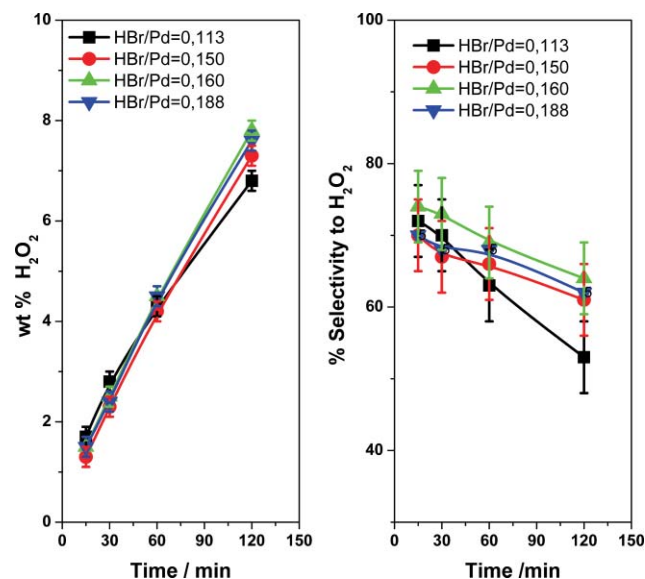 HBr/Pd=0,113
HBr/Pd=0,150
HBr/Pd=0,160
HBr/Pd=0,188
10
8
6
4
2
0
wt % H₂O₂
0 30 60 90 120 150
Time / min
HBr/Pd=0,113
HBr/Pd=0,150
HBr/Pd=0,160
HBr/Pd=0,188
100
80
60
40
% Selectivity to H₂O₂
0 30 60 90 120 150
Time /min